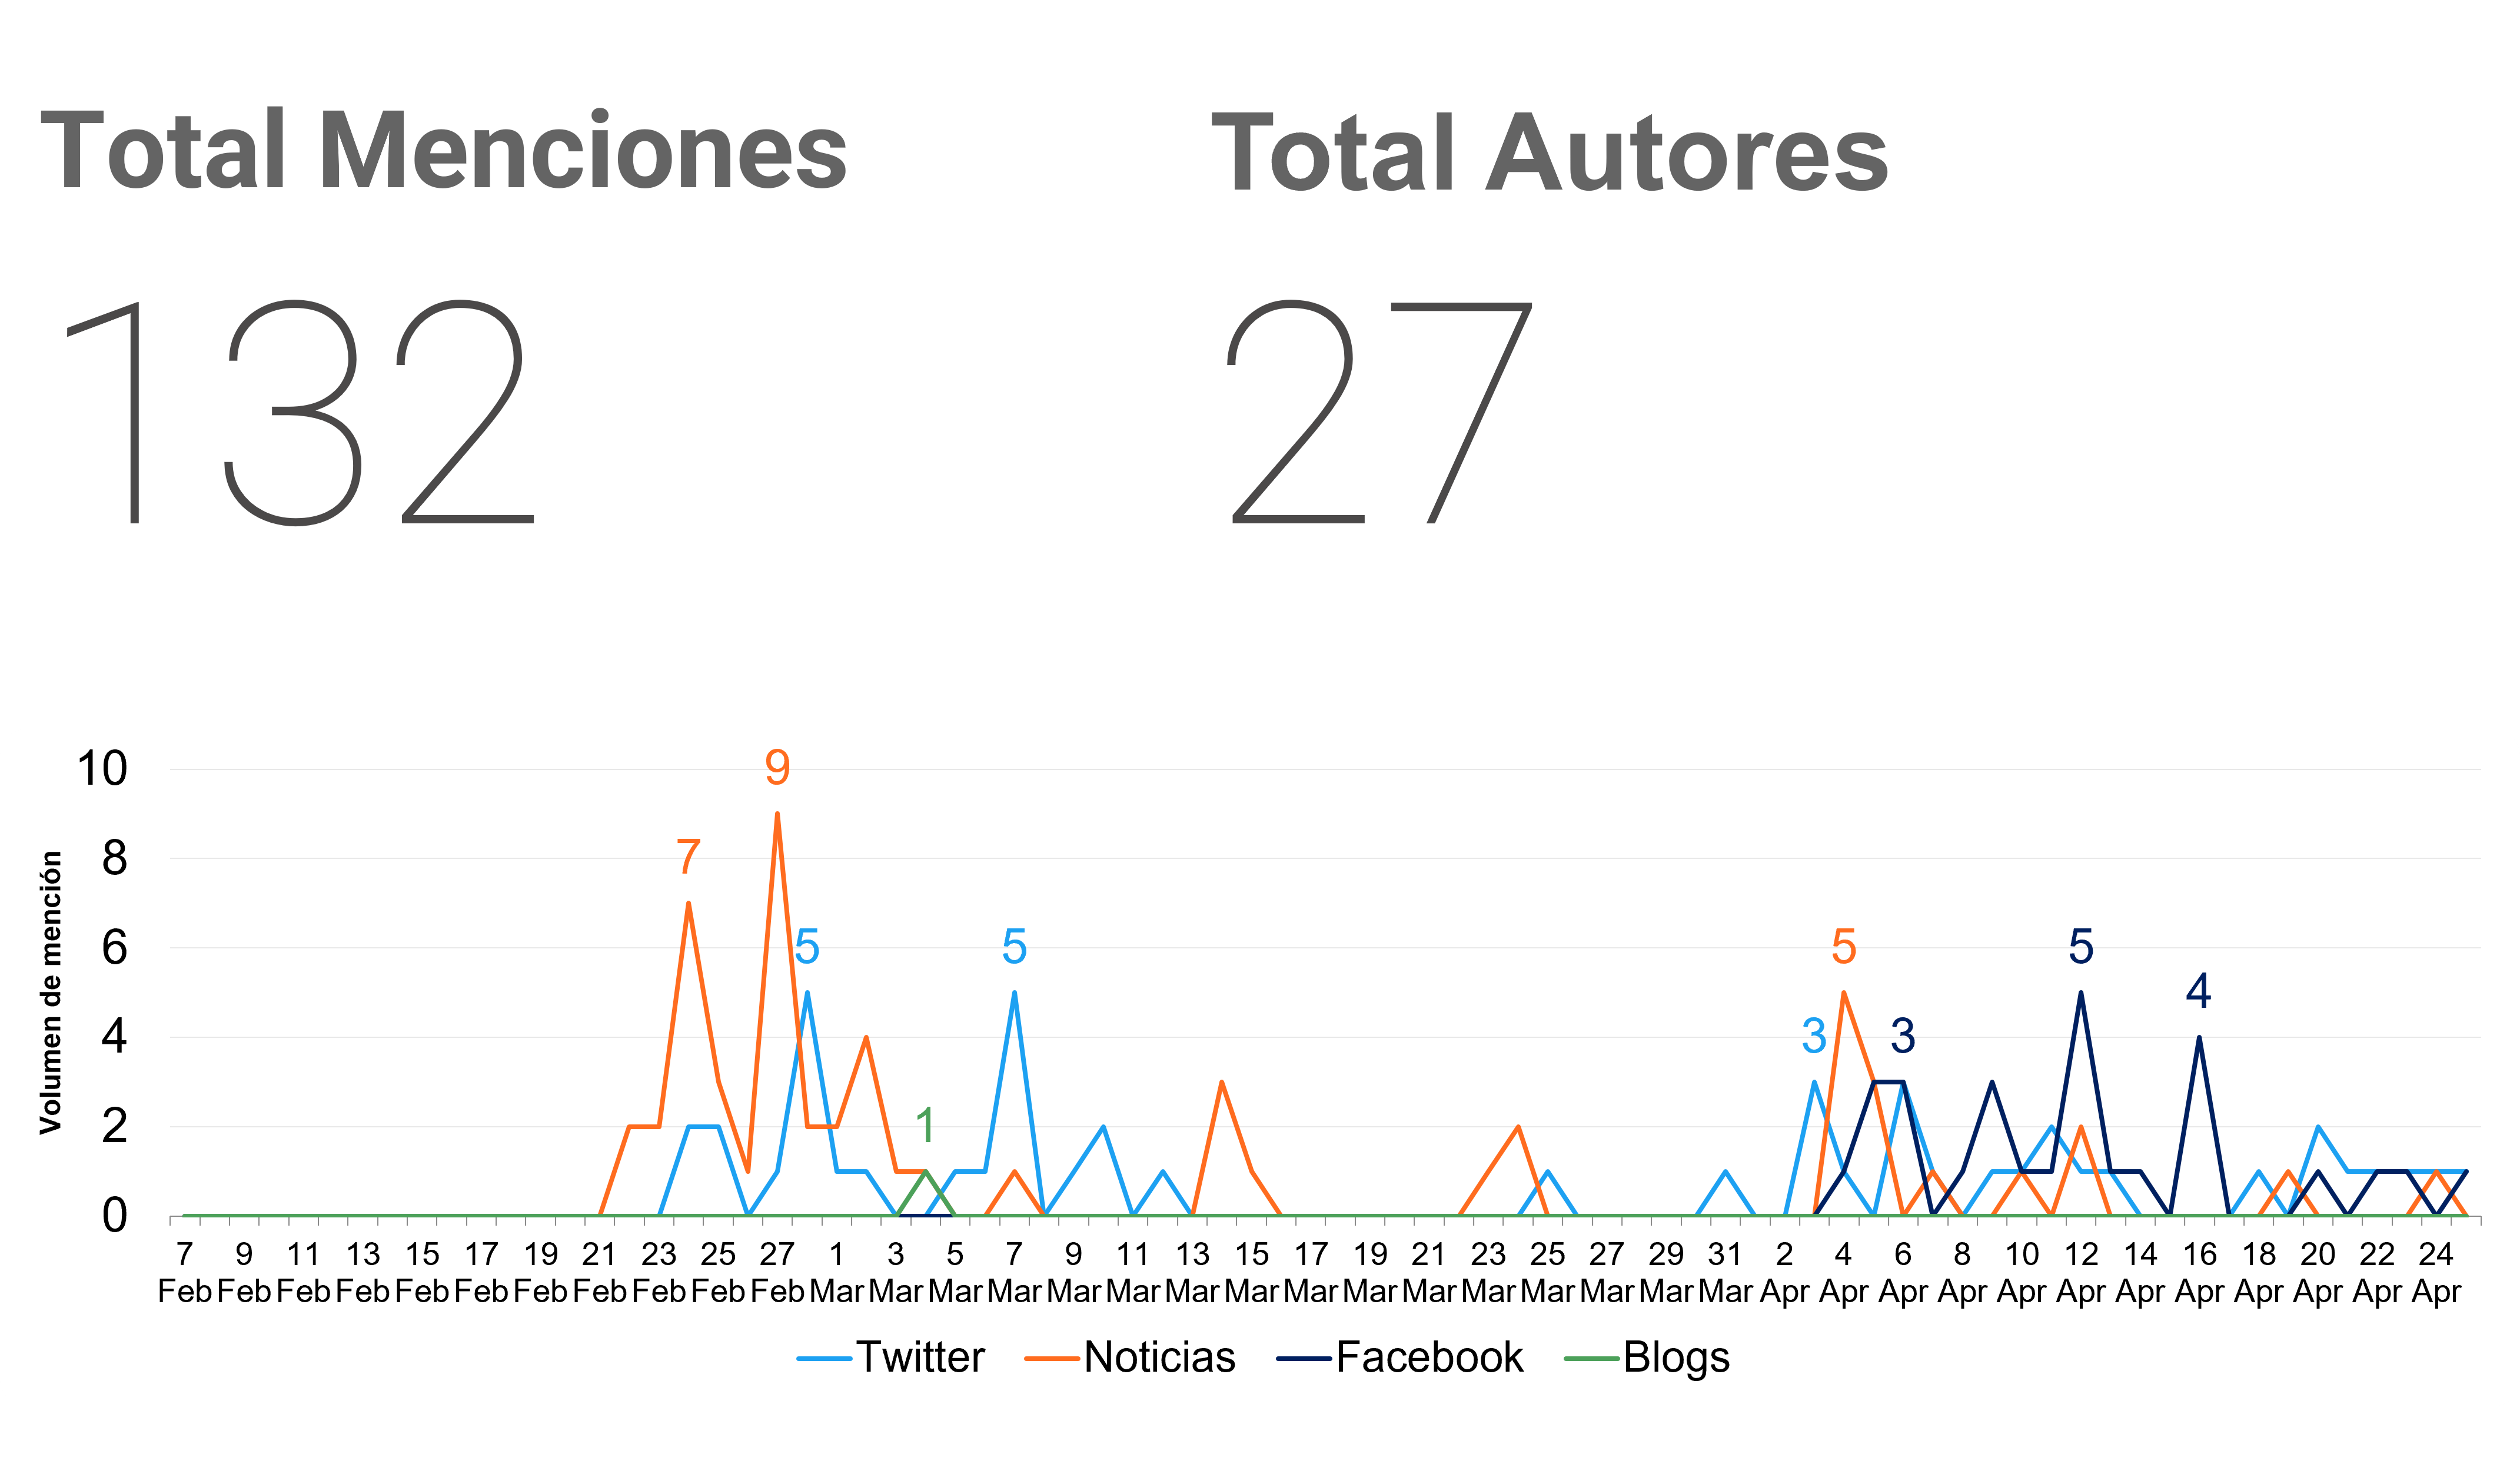 Total Menciones
132
Total Autores
27
Volumen de mención
10
8
6
4
2
0
7
9
5
5
1
3
5
3
5
4
7 Feb
9 Feb
11 Feb
13 Feb
15 Feb
17 Feb
19 Feb
21 Feb
23 Feb
25 Feb
27 Feb
1 Mar
3 Mar
5 Mar
7 Mar
9 Mar
11 Mar
13 Mar
15 Mar
17 Mar
19 Mar
21 Mar
23 Mar
25 Mar
27 Mar
29 Mar
31 Mar
2 Apr
4 Apr
6 Apr
8 Apr
10 Apr
12 Apr
14 Apr
16 Apr
18 Apr
20 Apr
22 Apr
24 Apr
Twitter
Noticias
Facebook
Blogs